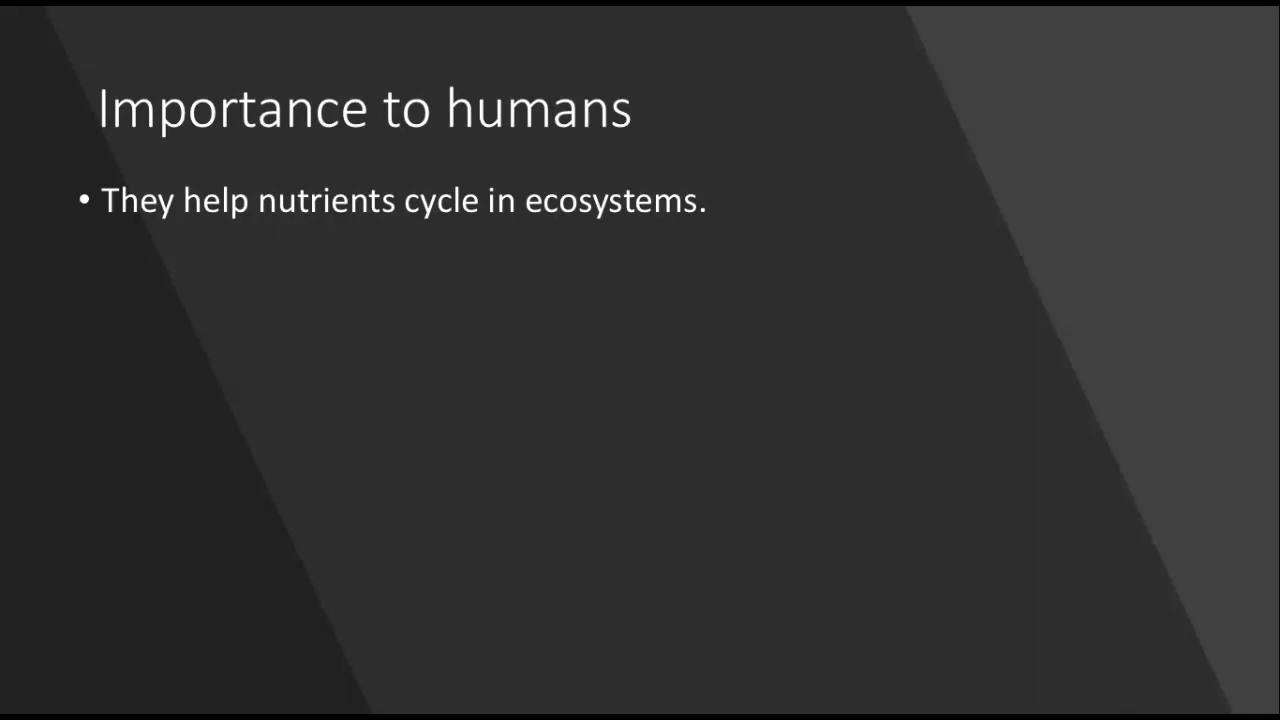 Importance to humans
• They help nutrients cycle in ecosystems.